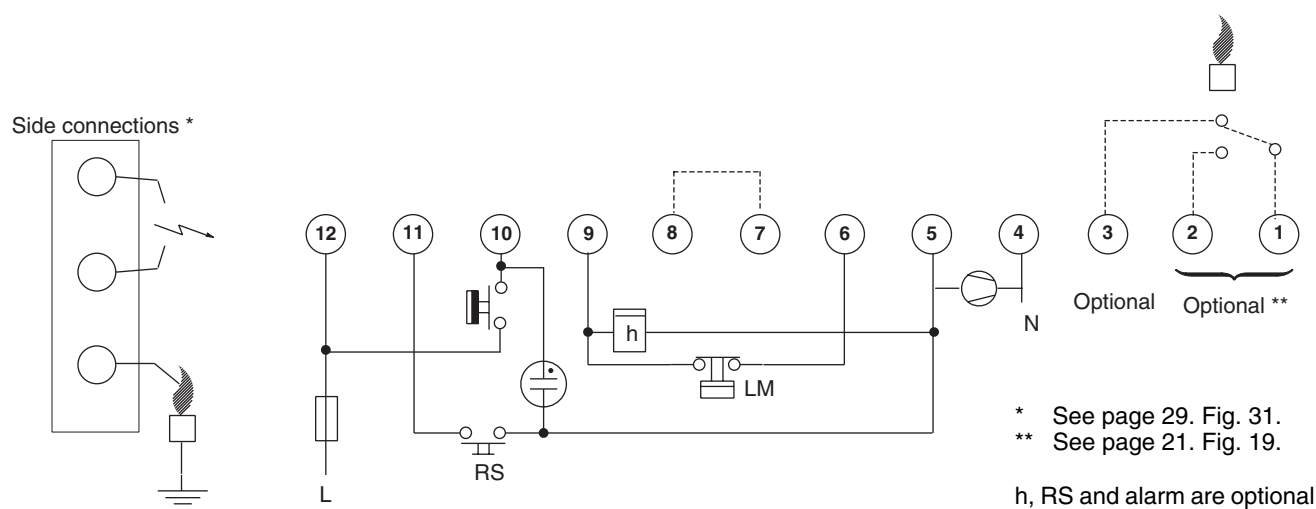 Side connections *
12 11 10 9 8 7 6 5 4 3 2 1
Optional Optional **
N
h
LM
RS
L
* See page 29. Fig. 31.
** See page 21. Fig. 19.
h, RS and alarm are optional